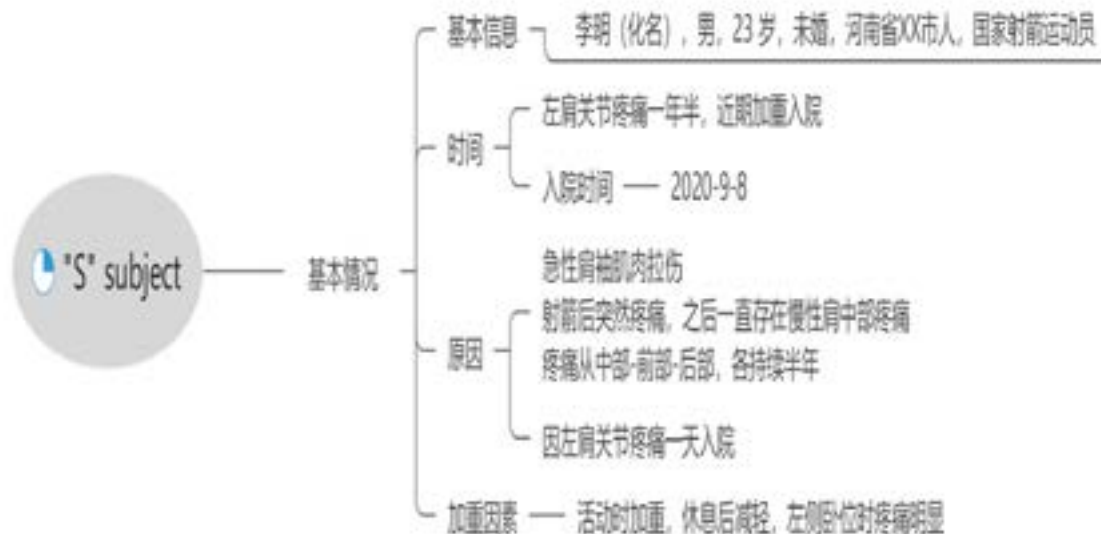 "S" subject
基本情况
基本信息
李明（化名），男，23 岁，未婚，河南省XX市人，国家射箭运动员
时间
左肩关节疼痛一年半，近期加重入院
入院时间
2020-9-8
原因
急性肩袖肌肉拉伤
射箭后突然疼痛，之后一直存在慢性肩中部疼痛
疼痛从中部-前部-后部，各持续半年
因左肩关节疼痛一天入院
加重因素
活动时加重，休息后减轻，左侧卧位时疼痛明显